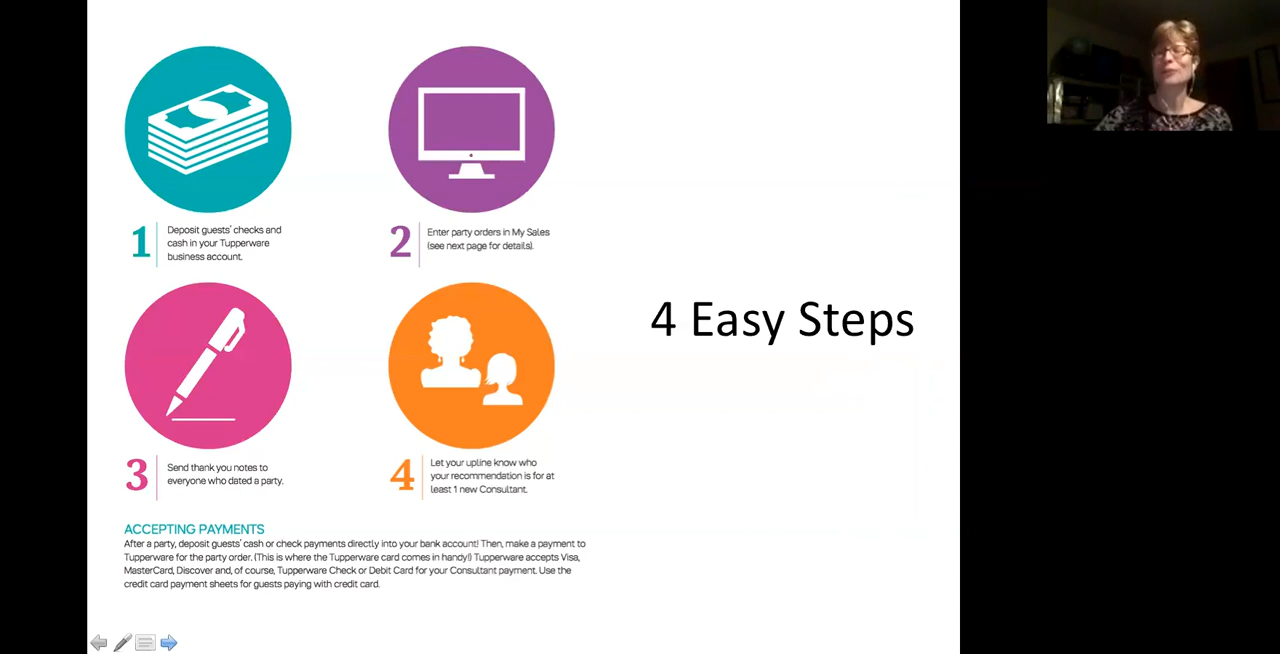 1
Deposit guests' checks and
cash in your Tupperware
business account.
2
Enter party orders in My Sales
(see next page for details).
4 Easy Steps
3
Send thank you notes to
everyone who dated a party.
4
Let your upline know who
your recommendation is for at
least 1 new Consultant.
ACCEPTING PAYMENTS
After a party, deposit guests' cash or check payments directly into your bank account! Then, make a payment to
Tupperware for the party order. (This is where the Tupperware card comes in handy!) Tupperware accepts Visa,
MasterCard, Discover and, of course, Tupperware Check or Debit Card for your Consultant payment. Use the
credit card payment sheets for guests paying with credit card.